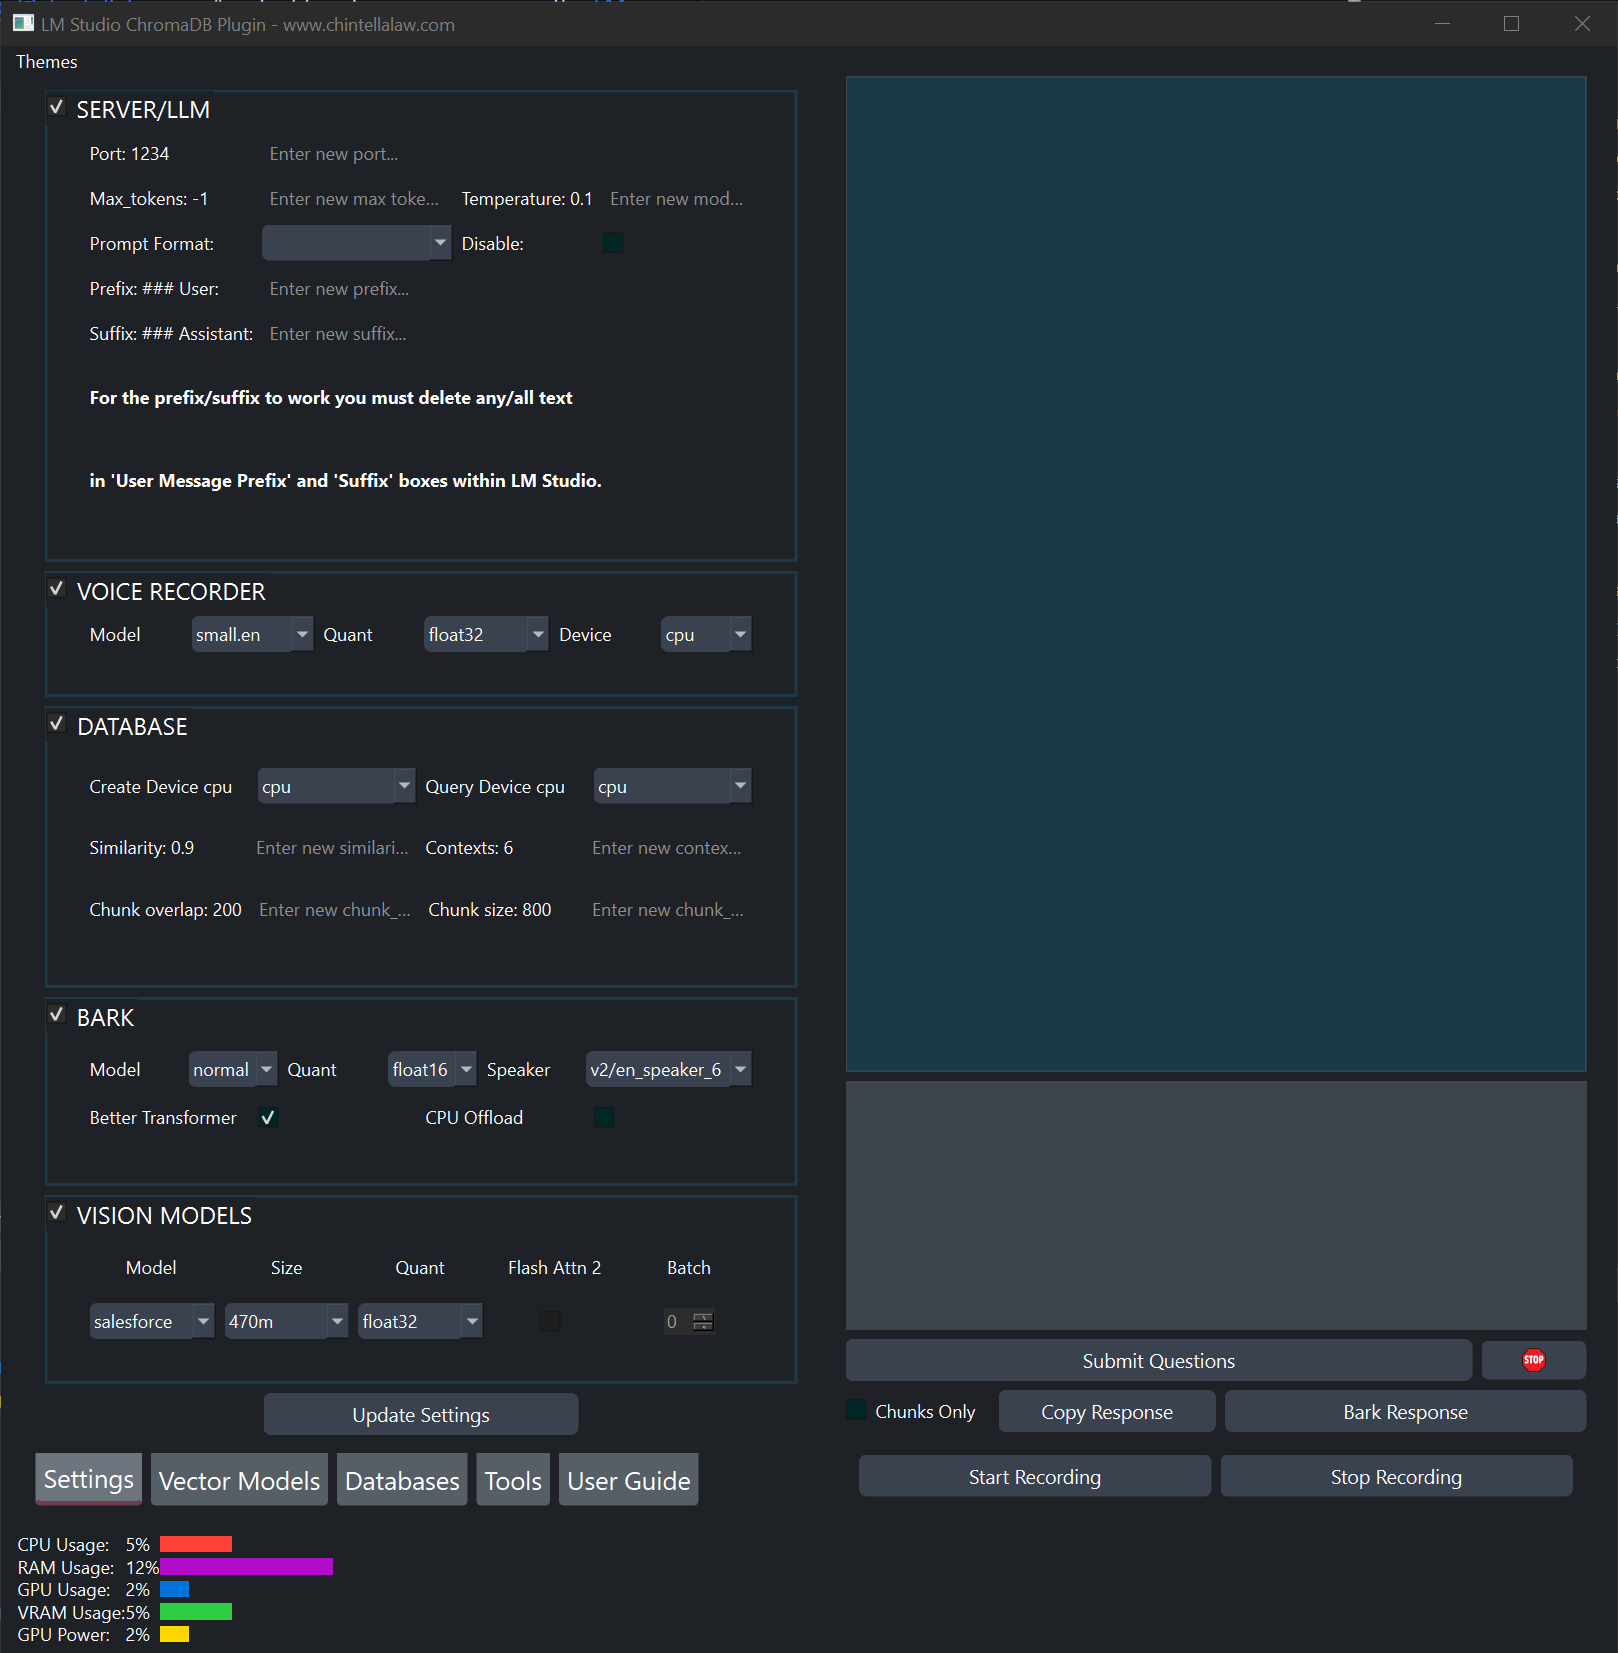 LM Studio ChromaDB Plugin - www.chintellalaw.com
Themes
SERVER/LLM
Port: 1234 Enter new port...
Max_tokens: -1 Enter new max toke... Temperature: 0.1 Enter new mod...
Prompt Format: Disable:
Prefix: ### User: Enter new prefix...
Suffix: ### Assistant: Enter new suffix...
For the prefix/suffix to work you must delete any/all text
in 'User Message Prefix' and 'Suffix' boxes within LM Studio.
VOICE RECORDER
Model small.en Quant float32 Device cpu
DATABASE
Create Device cpu cpu Query Device cpu cpu
Similarity: 0.9 Enter new similari... Contexts: 6 Enter new contex...
Chunk overlap: 200 Enter new chunk_... Chunk size: 800 Enter new chunk_...
BARK
Model normal Quant float16 Speaker v2/en_speaker_6
Better Transformer CPU Offload
VISION MODELS
Model Size Quant Flash Attn 2 Batch
salesforce 470m float32 0
Update Settings
Settings Vector Models Databases Tools User Guide
CPU Usage: 5%
RAM Usage: 12%
GPU Usage: 2%
VRAM Usage:5%
GPU Power: 2%
Submit Questions STOP
Chunks Only Copy Response Bark Response
Start Recording Stop Recording